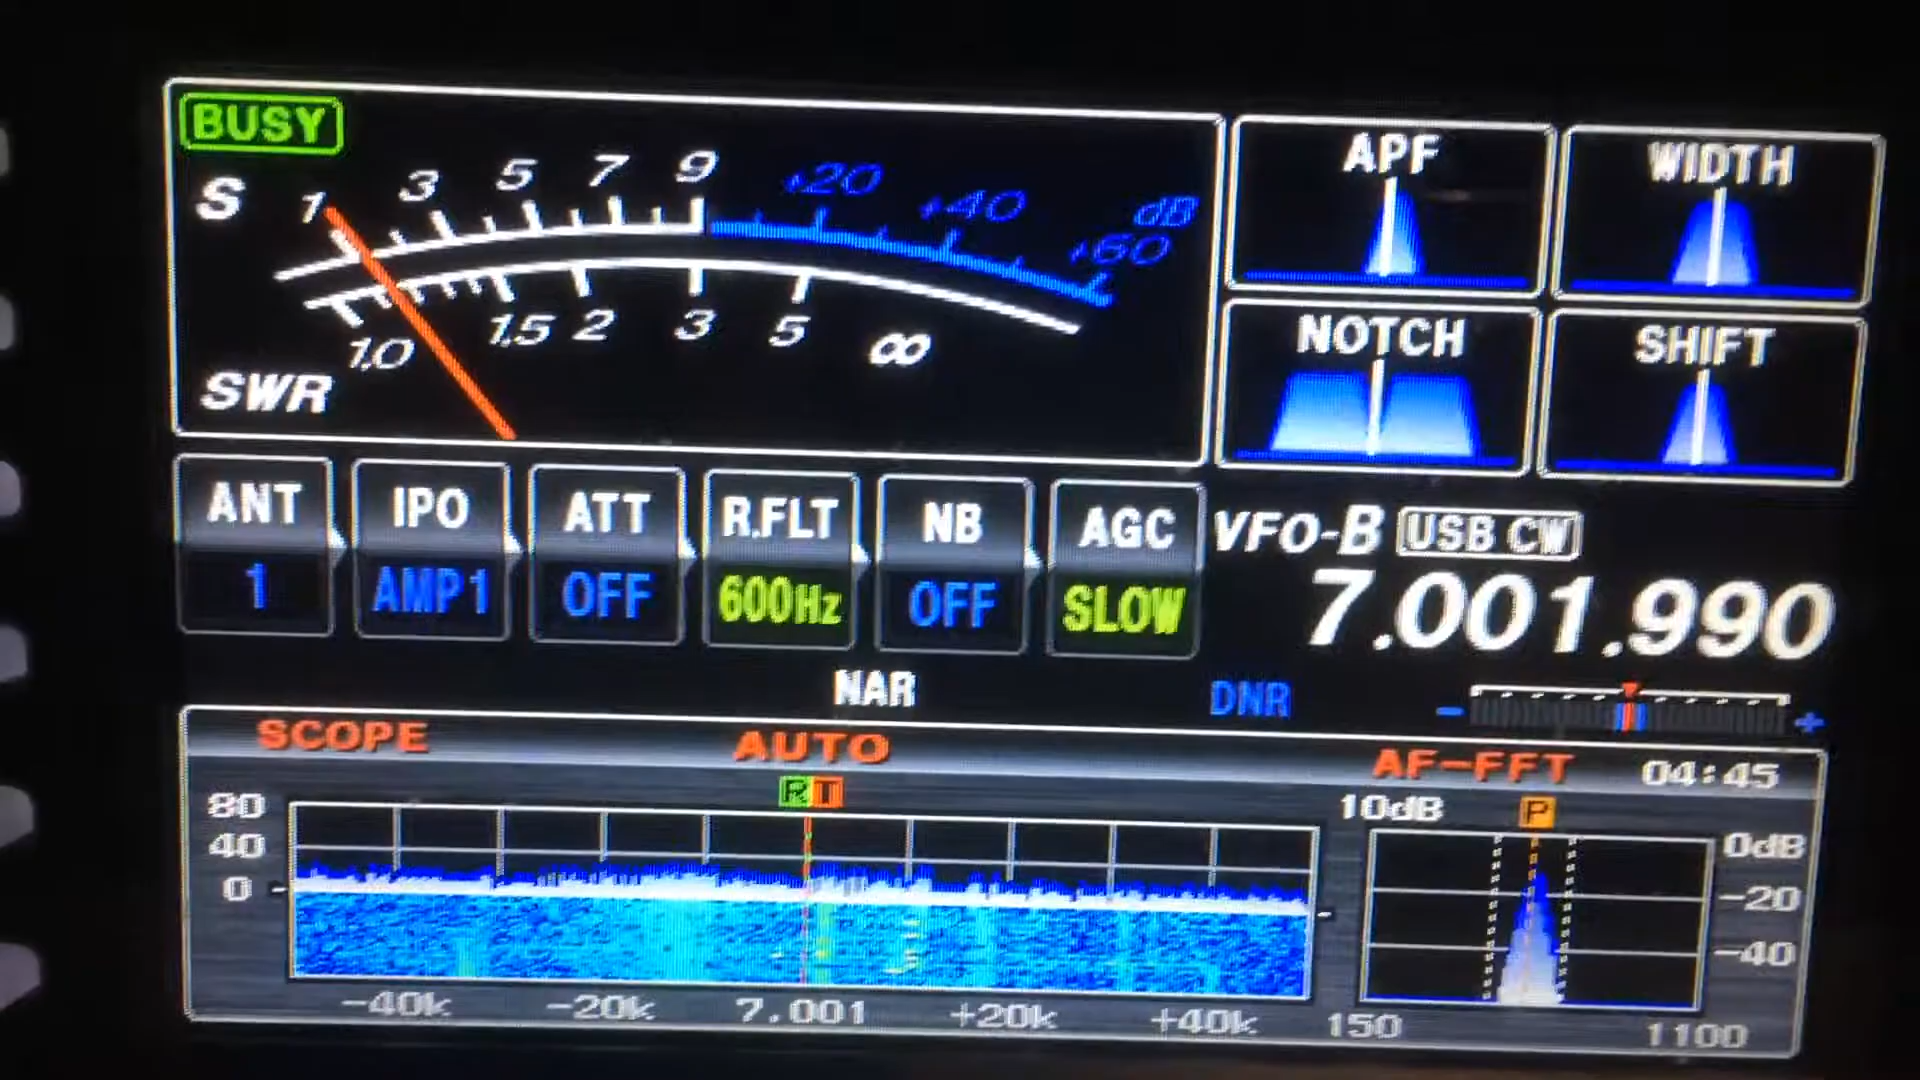 BUSY
S 1 3 5 7 9 +20 +40 +60 dB
1.0 1.5 2 3 5 ∞
SWR
APF
WIDTH
NOTCH
SHIFT
ANT
1
IPO
AMP1
ATT
OFF
R.FLT
600Hz
NB
OFF
AGC
SLOW
VFO-B USB CW
7.001.990
NAR
DNR
- +
SCOPE
AUTO
AF-FFT
04:45
R T
80
40
0
-40k -20k 7.001 +20k +40k
10dB
P
0dB
-20
-40
150 1100